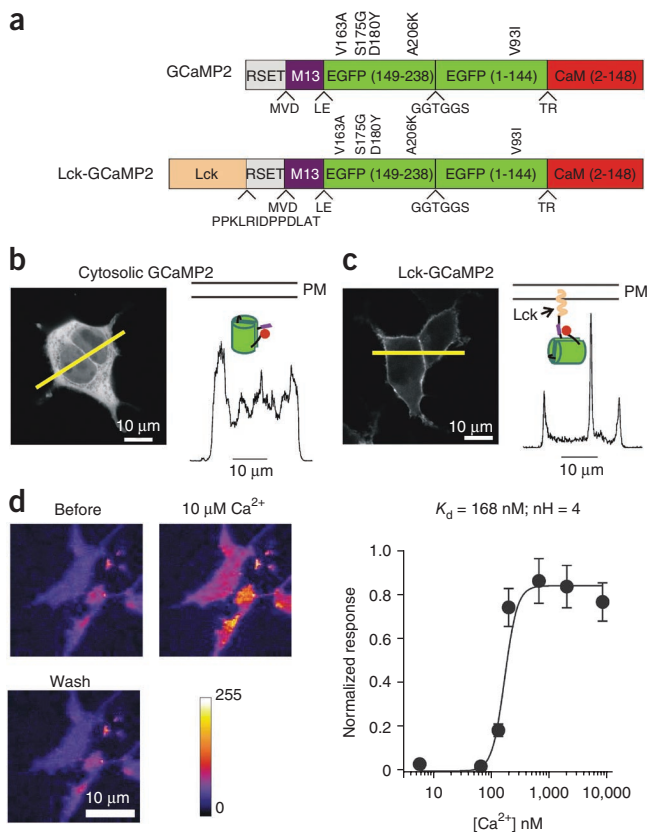 a
V163A
S175G
D180Y
A206K
V93I
GCaMP2
RSET M13 EGFP (149-238) EGFP (1-144) CaM (2-148)
MVD LE GGTGGS TR
V163A
S175G
D180Y
A206K
V93I
Lck-GCaMP2
Lck RSET M13 EGFP (149-238) EGFP (1-144) CaM (2-148)
MVD LE GGTGGS TR
PPKLRIDPPDLAT
b
Cytosolic GCaMP2
PM
10 µm
10 µm
c
Lck-GCaMP2
PM
Lck
10 µm
10 µm
d
Before
10 µM Ca²⁺
Wash
10 µm
255
0
Kd = 168 nM; nH = 4
Normalized response
1.0
0.8
0.6
0.4
0.2
0
10 100 1,000 10,000
[Ca²⁺] nM